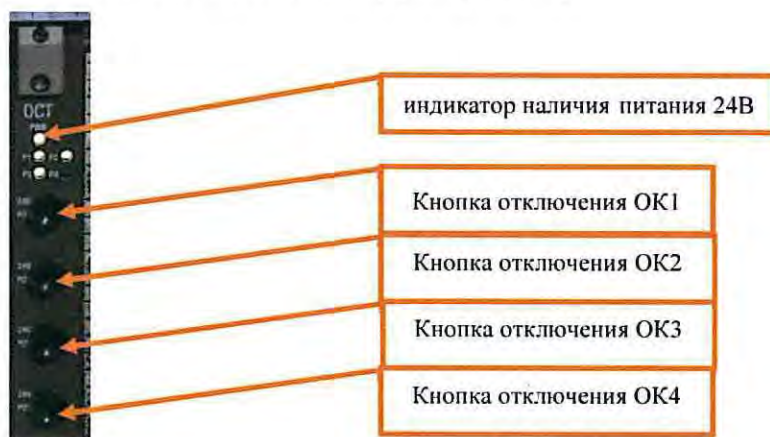 индикатор наличия питания 24В
ОСТ
Кнопка отключения ОК1
Кнопка отключения ОК2
Кнопка отключения ОК3
Кнопка отключения ОК4